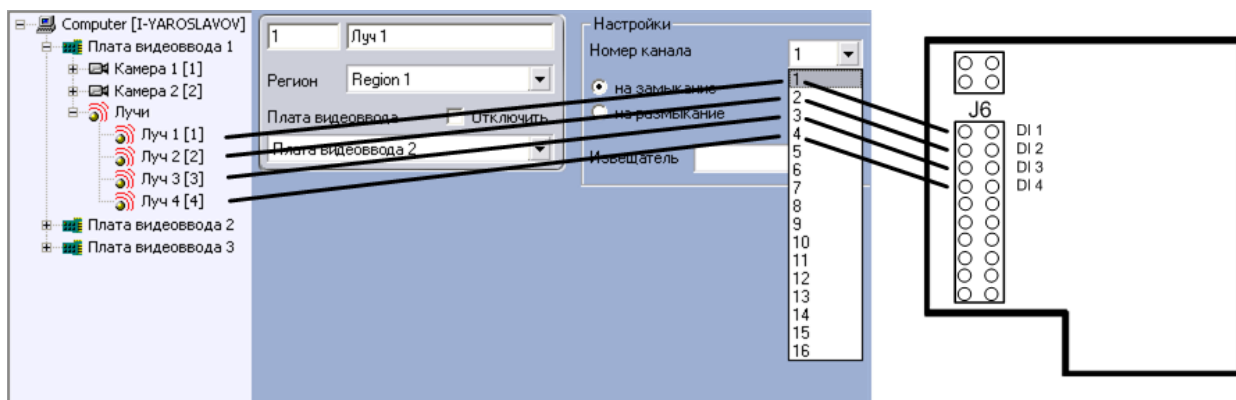 Computer [I-YAROSLAVOV]
Плата видеоввода 1
Камера 1 [1]
Камера 2 [2]
Лучи
Луч 1 [1]
Луч 2 [2]
Луч 3 [3]
Луч 4 [4]
Плата видеоввода 2
Плата видеоввода 3
1
Луч 1
Регион
Region 1
Плата видеоввода
Отключить
Плата видеоввода 2
Настройки
Номер канала
1
на замыкание
на размыкание
Извещатель
1
2
3
4
5
6
7
8
9
10
11
12
13
14
15
16
J6
DI 1
DI 2
DI 3
DI 4